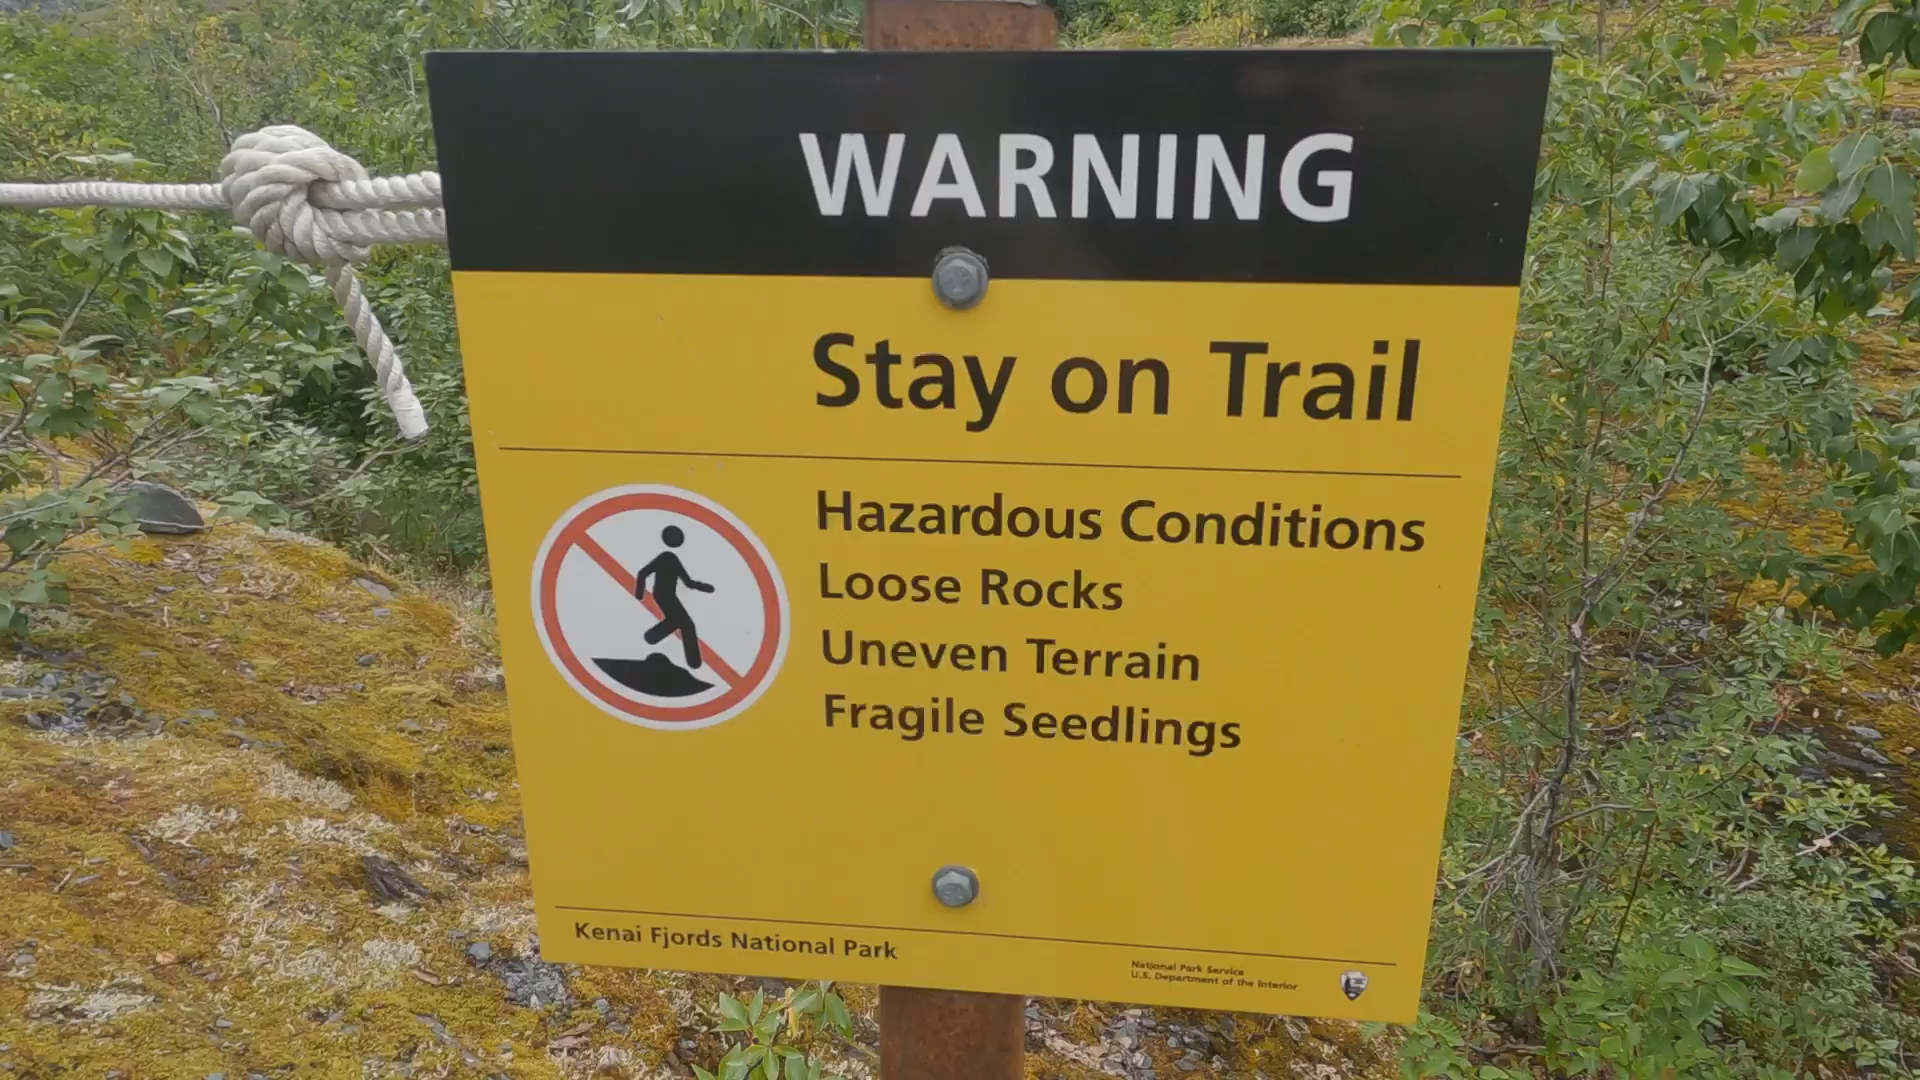 WARNING
Stay on Trail
Hazardous Conditions
Loose Rocks
Uneven Terrain
Fragile Seedlings
Kenai Fjords National Park
National Park Service
U.S. Department of the Interior